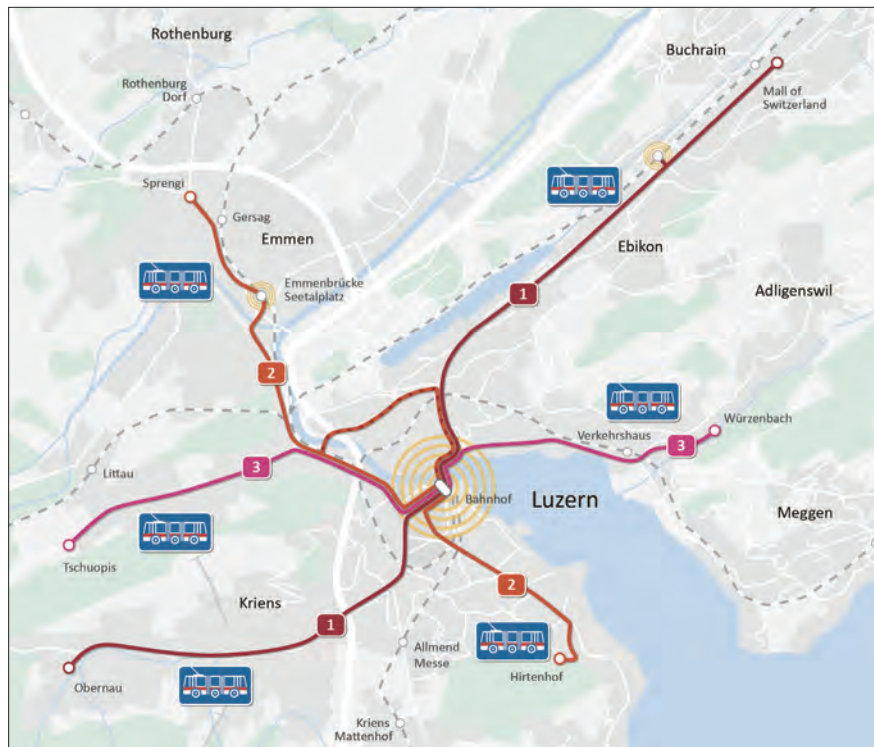 Rothenburg
Buchrain
Rothenburg
Dorf
Mall of
Switzerland
Sprengi
Gersag
Emmen
Ebikon
Emmenbrücke
Seetalplatz
Adligenswil
1
2
Würzenbach
Verkehrshaus
3
3
Littau
Bahnhof
Luzern
Meggen
Tschuopis
2
Kriens
1
Allmend
Messe
Hirtenhof
Obernau
Kriens
Mattenhof